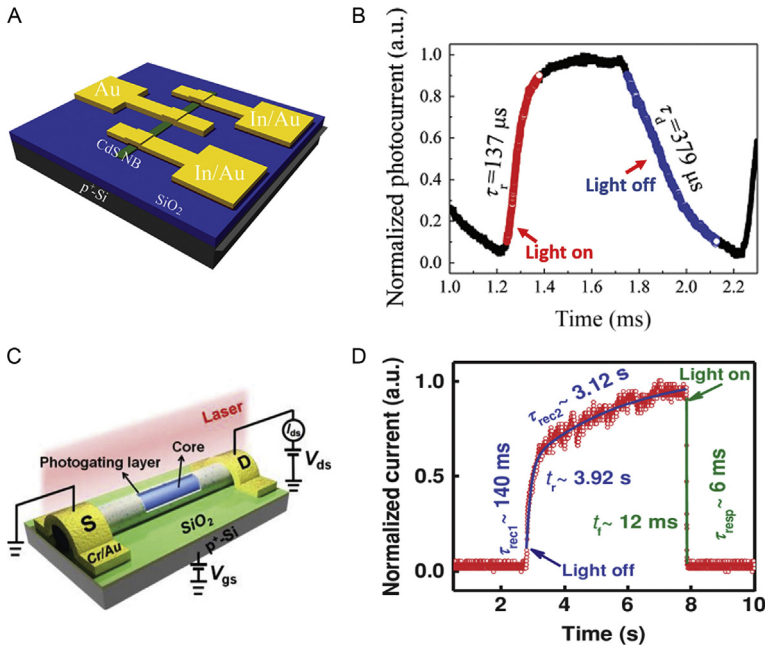 A
Au
In/Au
In/Au
CdS NB
p⁺-Si
SiO₂
B
Normalized photocurrent (a.u.)
1.0
0.8
0.6
0.4
0.2
0.0
τr=137 μs
τd=379 μs
Light off
Light on
1.0 1.2 1.4 1.6 1.8 2.0 2.2
Time (ms)
C
Laser
Core
Photogating layer
Ids
Vds
D
S
SiO₂
Cr/Au
p⁺-Si
Vgs
D
Normalized current (a.u.)
1.0
0.5
0.0
τrec2~ 3.12 s
Light on
τrec1~ 140 ms
tr~ 3.92 s
tf~ 12 ms
τresp~ 6 ms
Light off
2 4 6 8 10
Time (s)